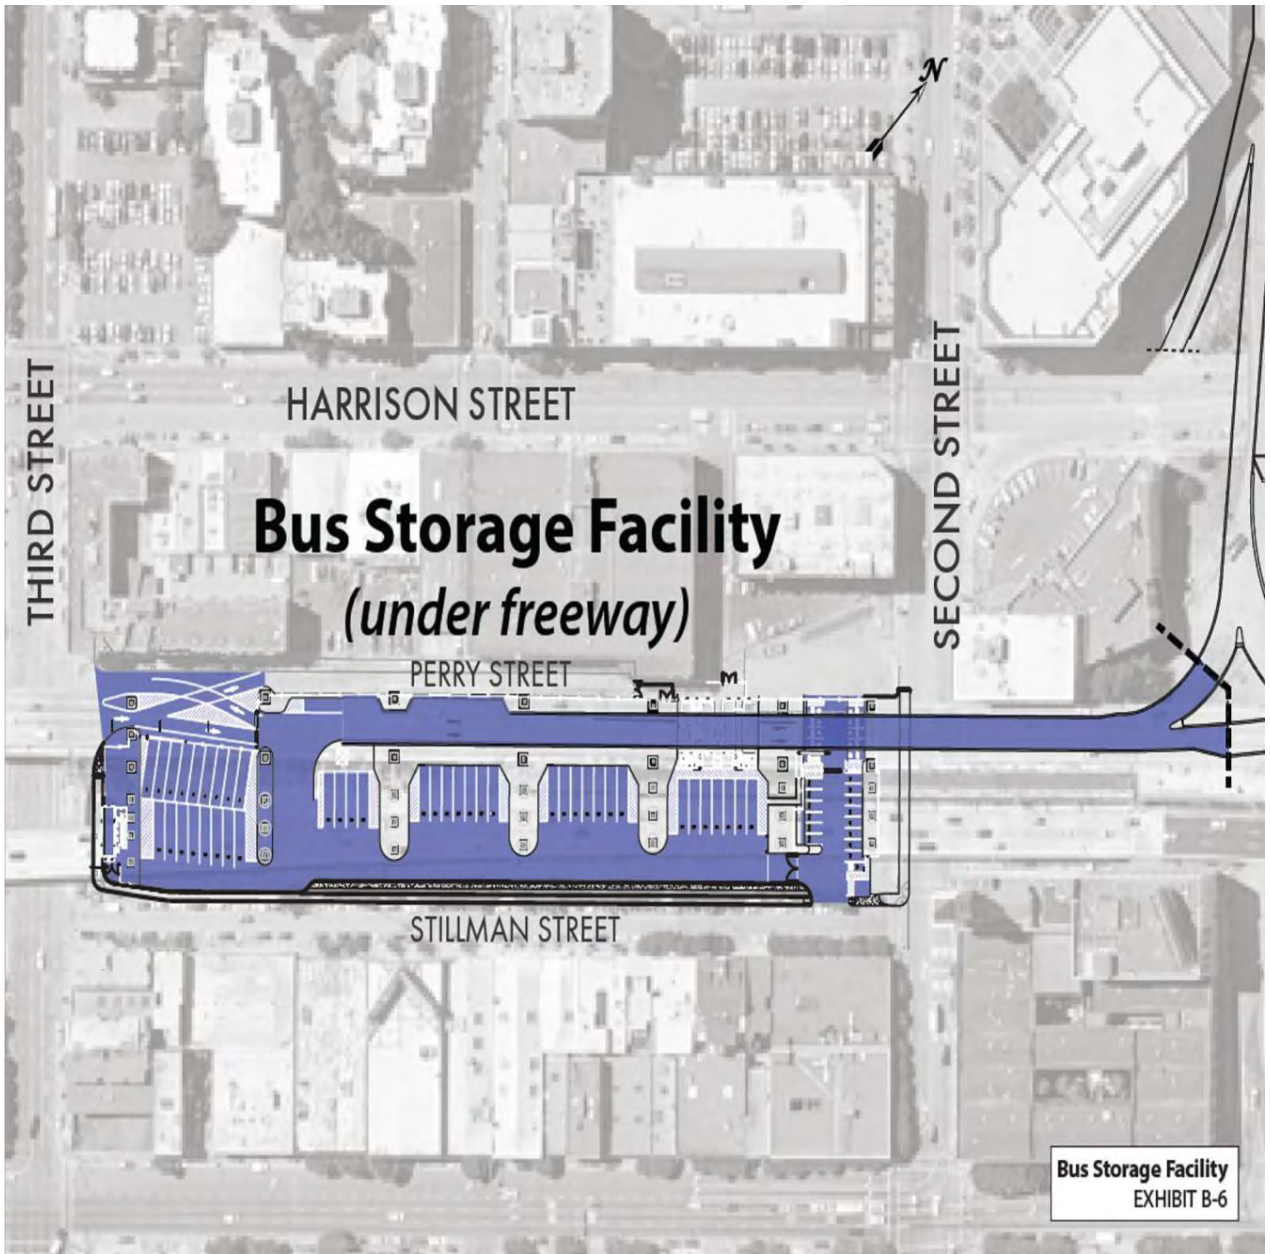 N
HARRISON STREET
THIRD STREET
SECOND STREET
Bus Storage Facility
(under freeway)
PERRY STREET
STILLMAN STREET
Bus Storage Facility
EXHIBIT B-6